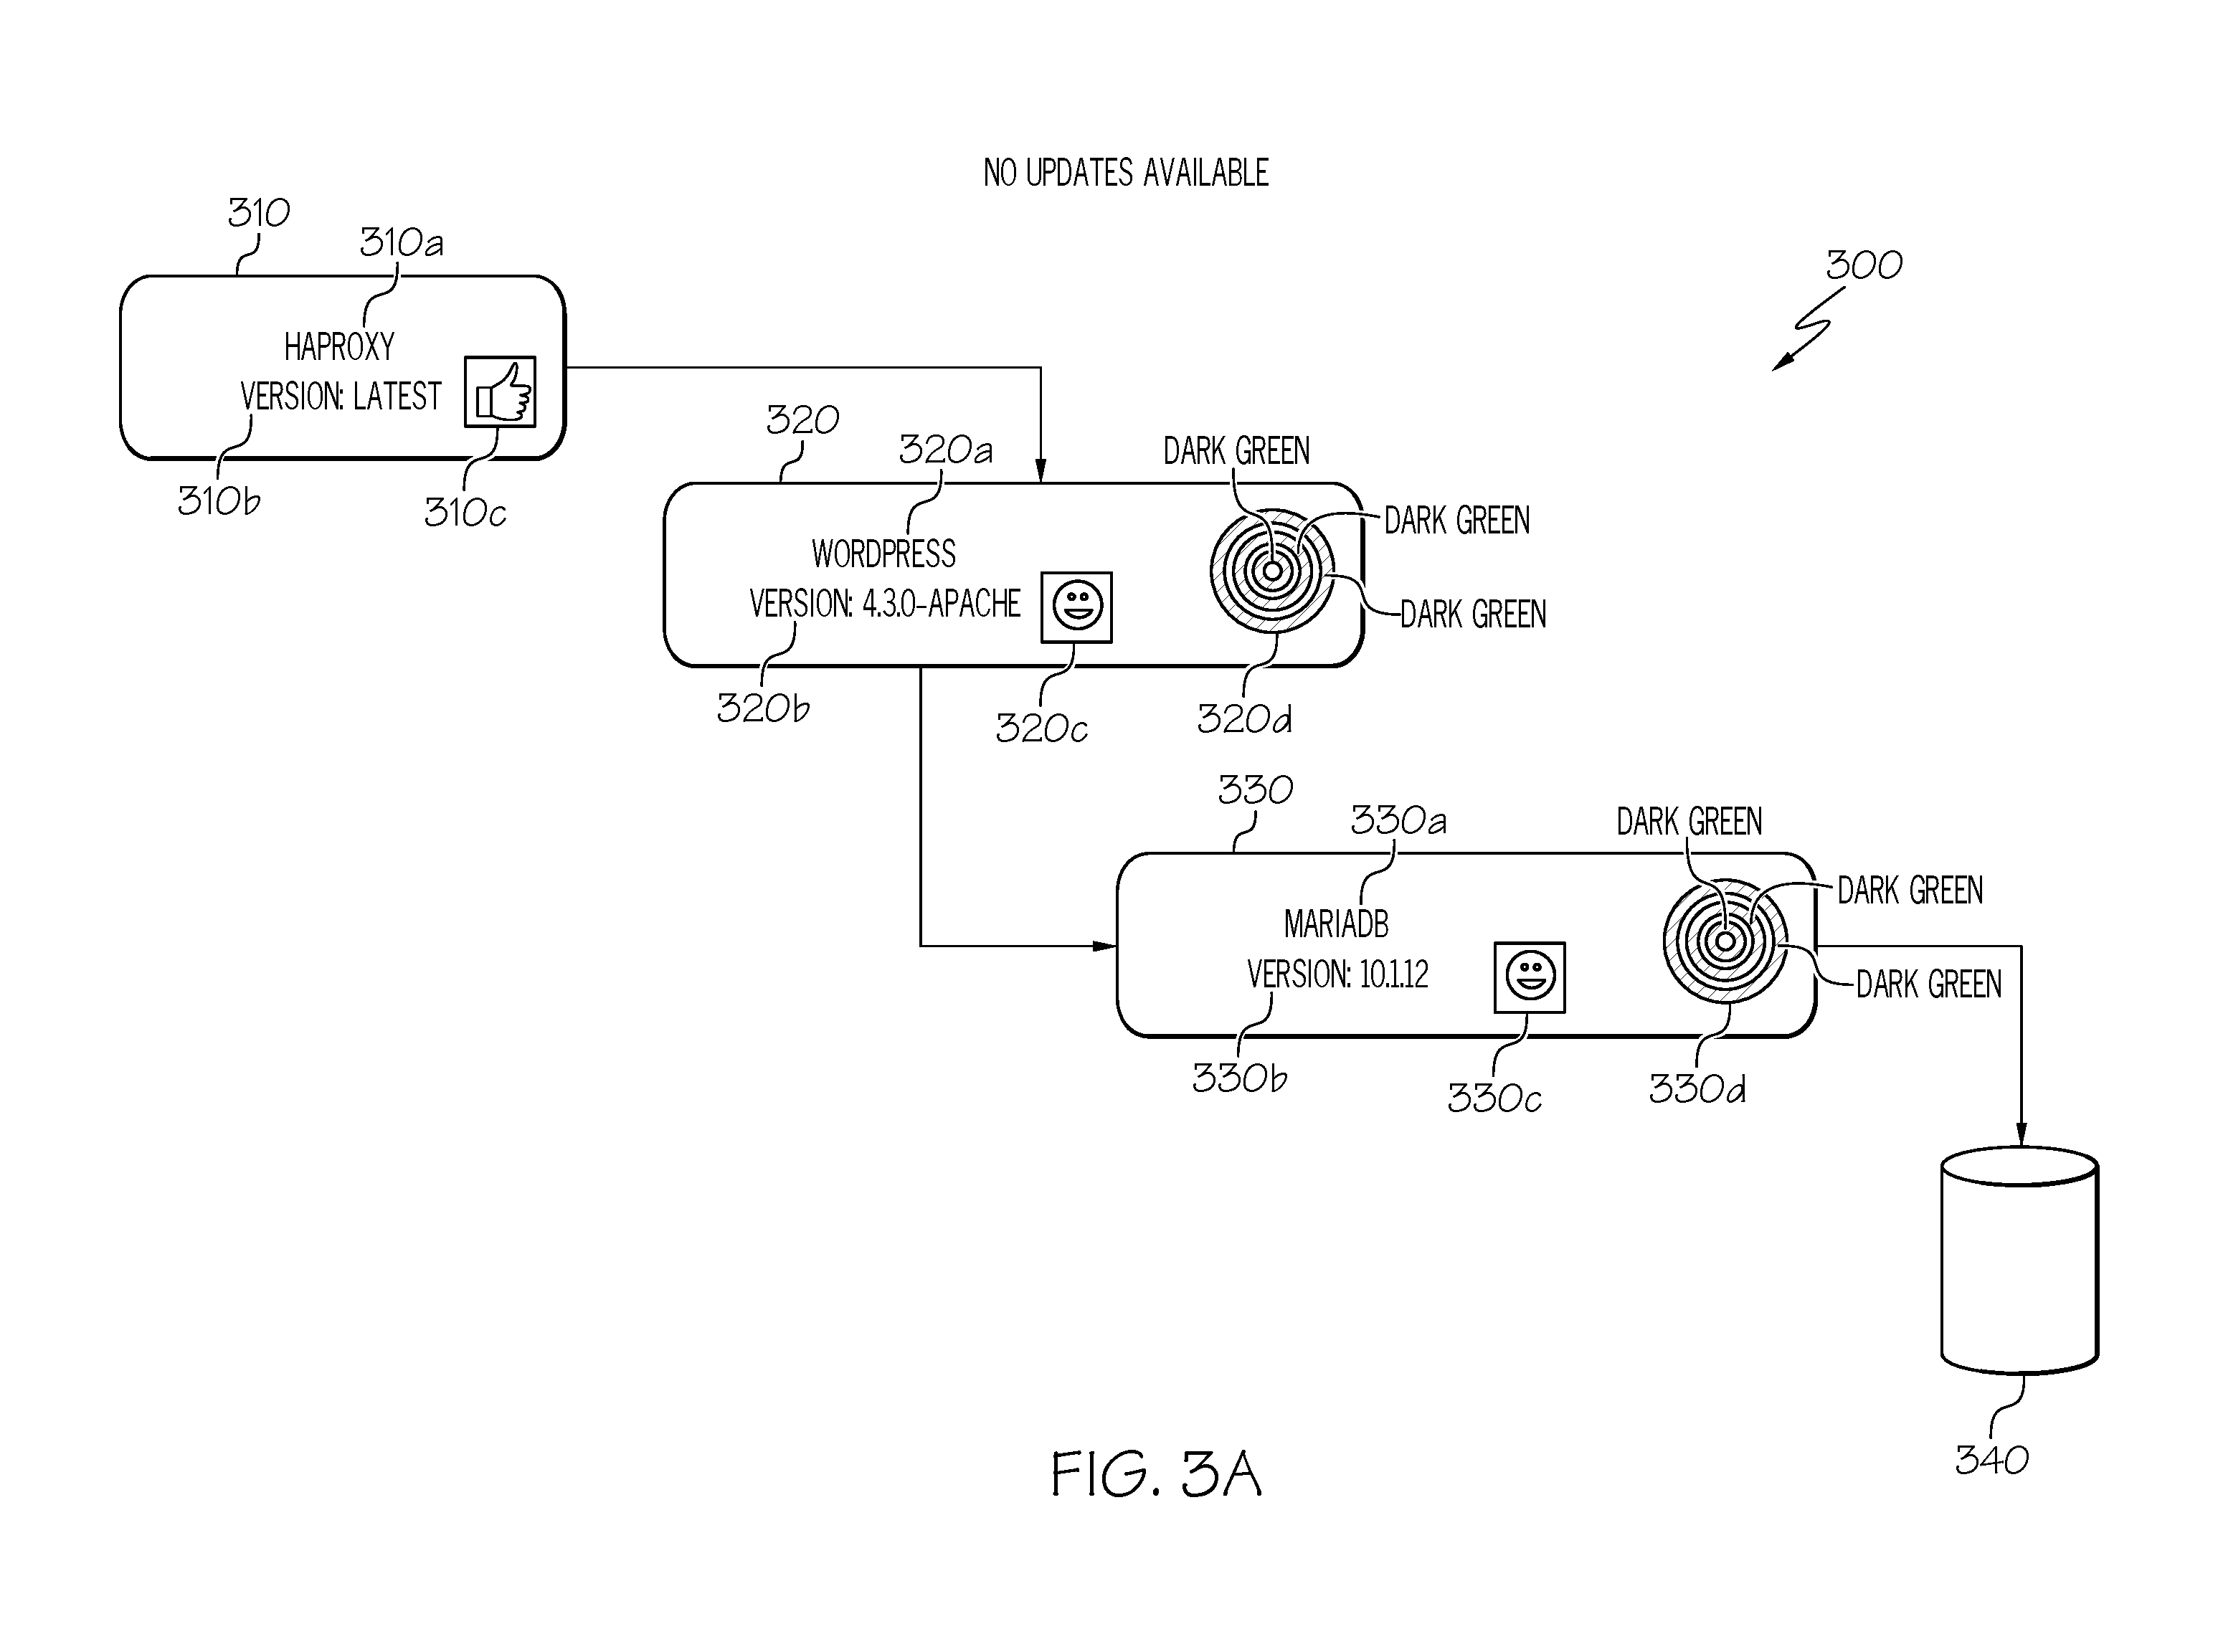 NO UPDATES AVAILABLE
300
310
310a
HAPROXY
VERSION: LATEST
310b
310c
320
320a
DARK GREEN
DARK GREEN
WORDPRESS
VERSION: 4.3.0-APACHE
DARK GREEN
320b
320c
320d
330
330a
DARK GREEN
DARK GREEN
MARIADB
VERSION: 10.1.12
DARK GREEN
330b
330c
330d
340
FIG. 3A